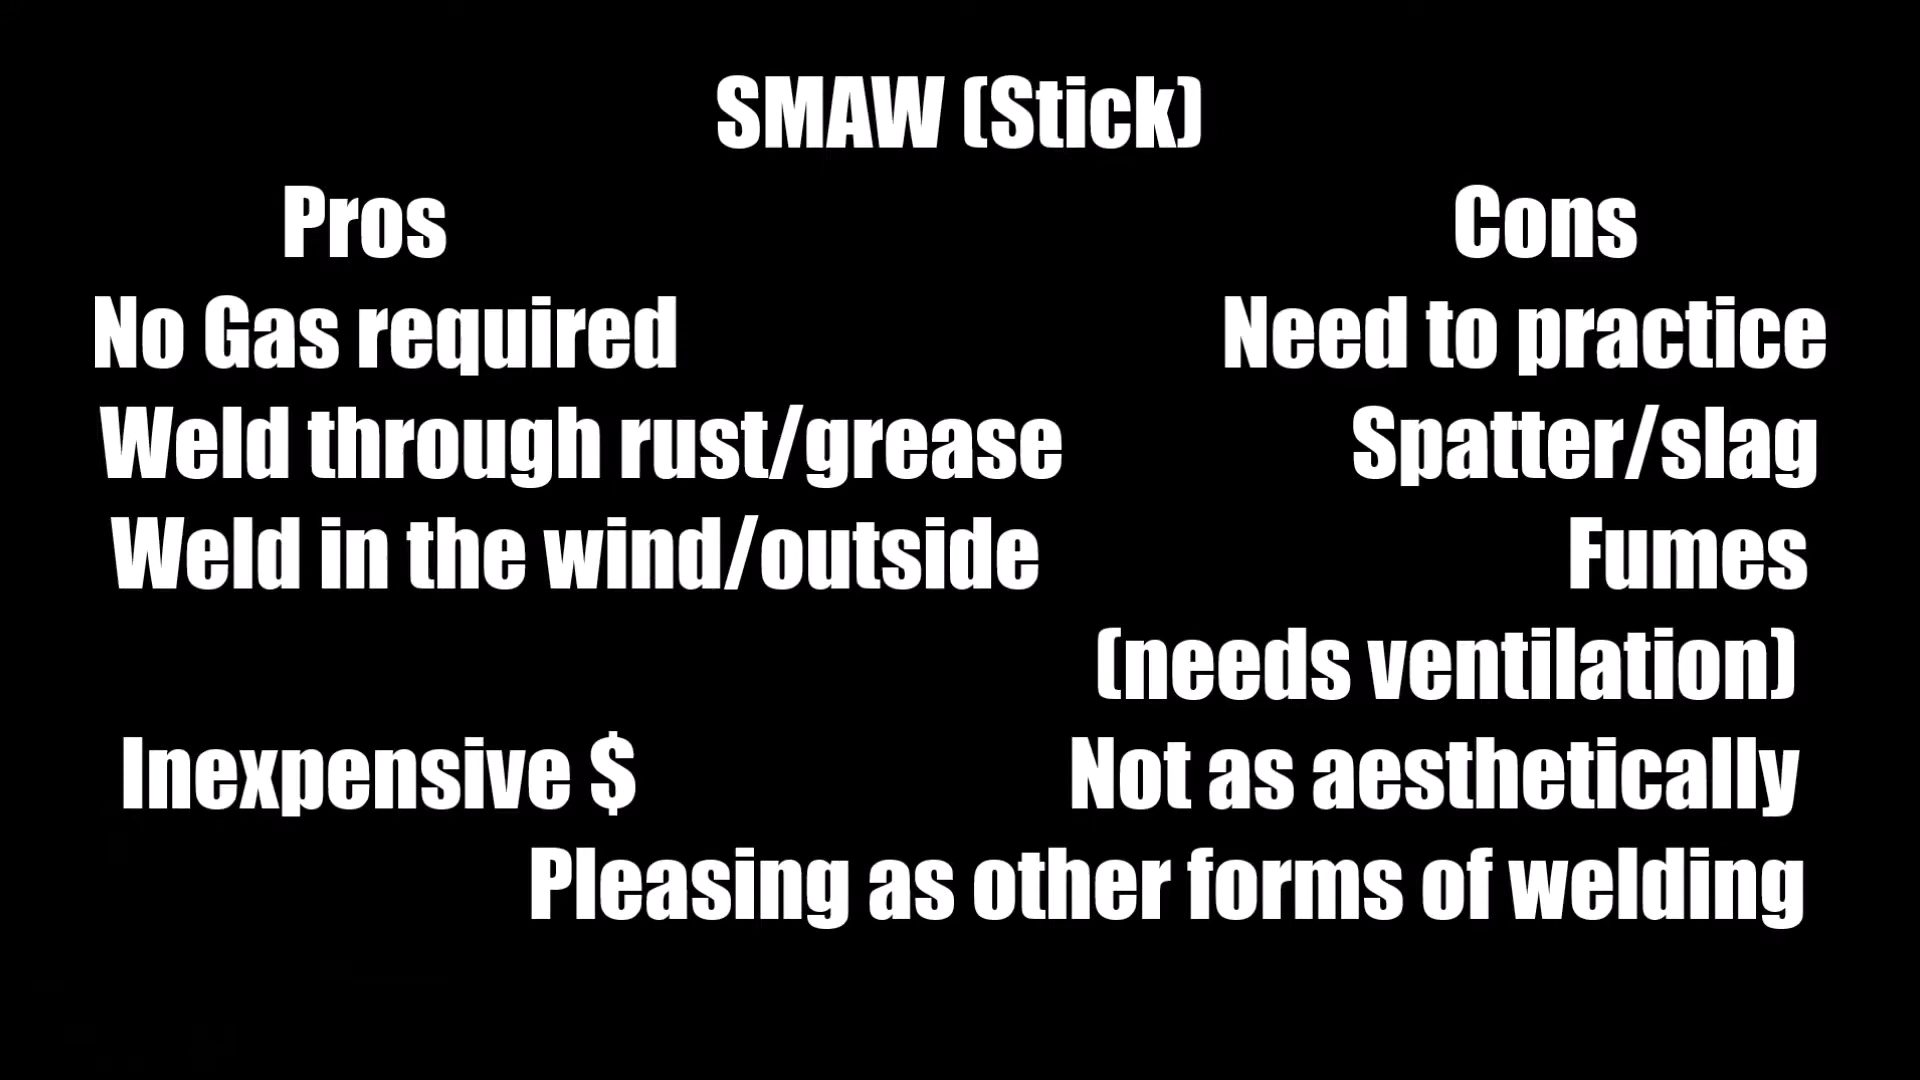 SMAW (Stick)
Pros Cons
No Gas required Need to practice
Weld through rust/grease Spatter/slag
Weld in the wind/outside Fumes
(needs ventilation)
Inexpensive $ Not as aesthetically
Pleasing as other forms of welding